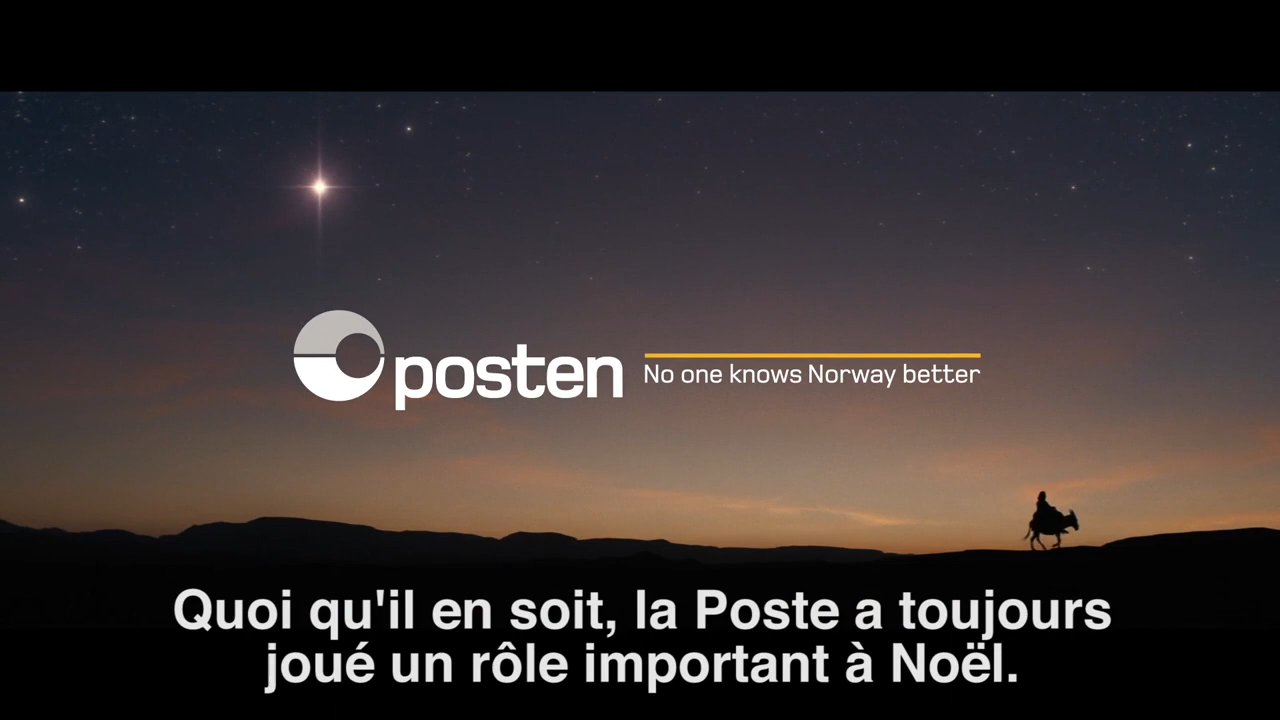 posten
No one knows Norway better
Quoi qu'il en soit, la Poste a toujours
joué un rôle important à Noël.